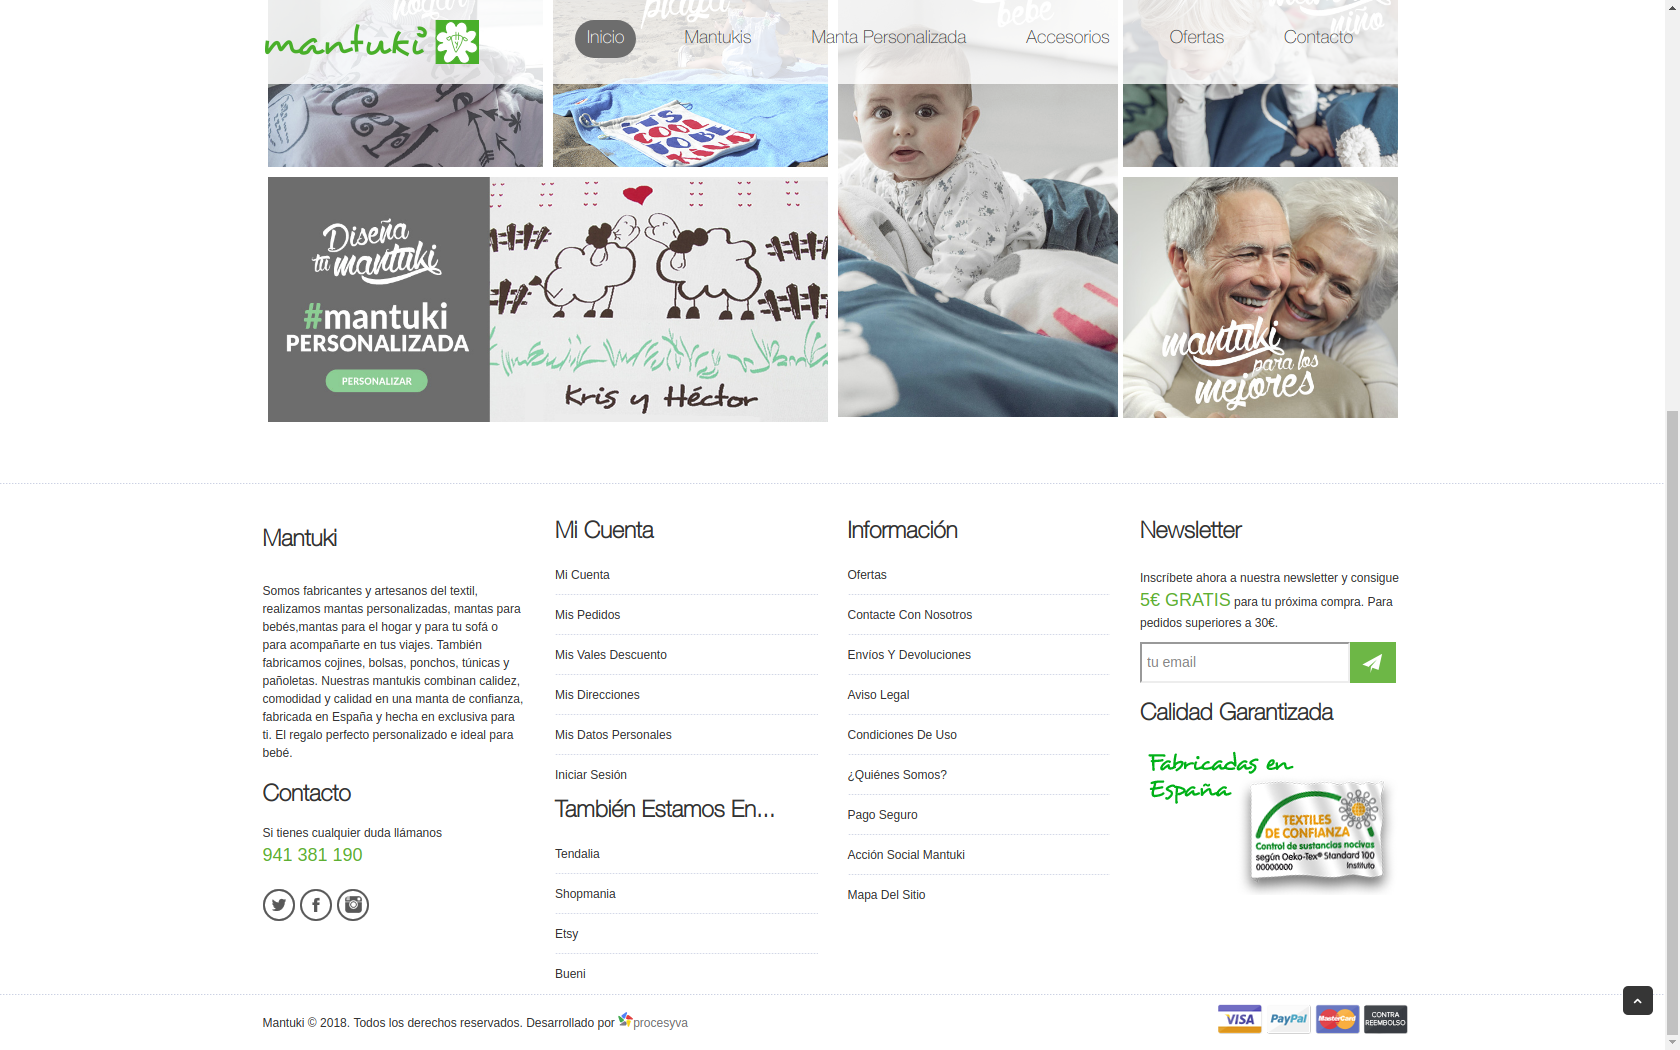 mantuki
Inicio
Mantukis
Manta Personalizada
Accesorios
Ofertas
Contacto
hogar
playa
bebé
niño
IT'S
COOL
TO BE
Diseña
tu mantuki
#mantuki
PERSONALIZADA
PERSONALIZAR
Kris y Héctor
mantuki
para los
mejores
Mantuki
Somos fabricantes y artesanos del textil,
realizamos mantas personalizadas, mantas para
bebés,mantas para el hogar y para tu sofá o
para acompañarte en tus viajes. También
fabricamos cojines, bolsas, ponchos, túnicas y
pañoletas. Nuestras mantukis combinan calidez,
comodidad y calidad en una manta de confianza,
fabricada en España y hecha en exclusiva para
ti. El regalo perfecto personalizado e ideal para
bebé.
Contacto
Si tienes cualquier duda llámanos
941 381 190
Mi Cuenta
Mi Cuenta
Mis Pedidos
Mis Vales Descuento
Mis Direcciones
Mis Datos Personales
Iniciar Sesión
También Estamos En...
Tendalia
Shopmania
Etsy
Bueni
Información
Ofertas
Contacte Con Nosotros
Envíos Y Devoluciones
Aviso Legal
Condiciones De Uso
¿Quiénes Somos?
Pago Seguro
Acción Social Mantuki
Mapa Del Sitio
Newsletter
Inscríbete ahora a nuestra newsletter y consigue
5€ GRATIS para tu próxima compra. Para
pedidos superiores a 30€.
tu email
Calidad Garantizada
Fabricadas en
España
TEXTILES
DE CONFIANZA
Control de sustancias nocivas
según Oeko-Tex® Standard 100
00000000 Instituto
Mantuki © 2018. Todos los derechos reservados. Desarrollado por procesyva
VISA
PayPal
MasterCard
CONTRA
REEMBOLSO